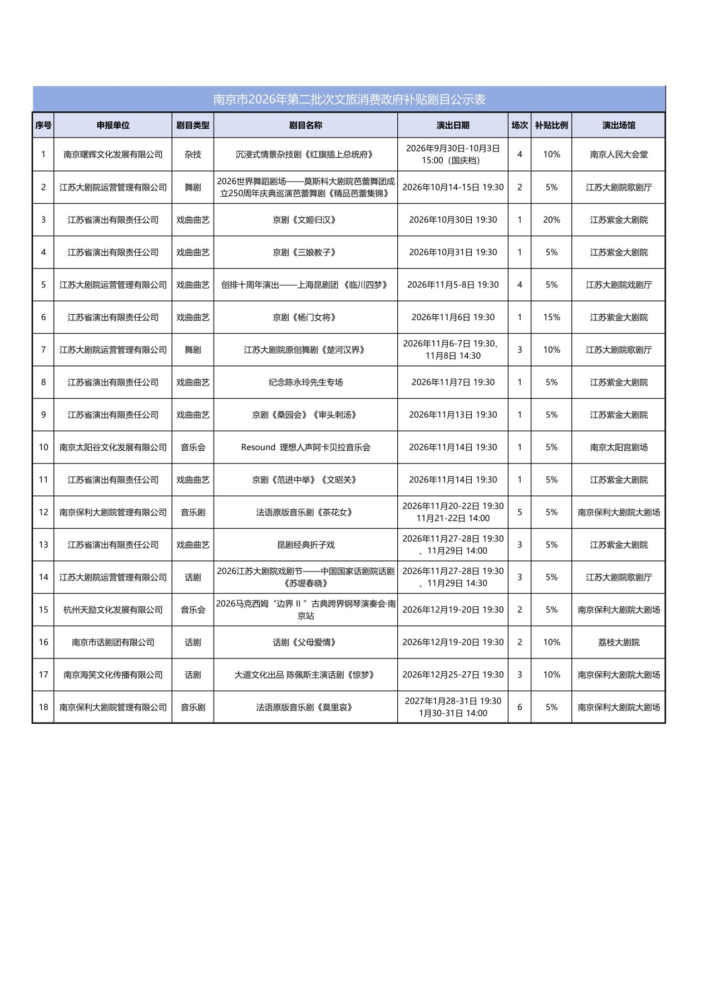 南京市2026年第二批次文旅消费政府补贴剧目公示表
序号 申报单位 剧目类型 剧目名称 演出日期 场次 补贴比例 演出场馆
1 南京曙辉文化发展有限公司 杂技 沉浸式情景杂技剧《红旗插上总统府》 2026年9月30日-10月3日
15:00（国庆档） 4 10% 南京人民大会堂
2 江苏大剧院运营管理有限公司 舞剧 2026世界舞蹈剧场——莫斯科大剧院芭蕾舞团成
立250周年庆典巡演芭蕾舞剧《精品芭蕾集锦》 2026年10月14-15日 19:30 2 5% 江苏大剧院歌剧厅
3 江苏省演出有限责任公司 戏曲曲艺 京剧《文姬归汉》 2026年10月30日 19:30 1 20% 江苏紫金大剧院
4 江苏省演出有限责任公司 戏曲曲艺 京剧《三娘教子》 2026年10月31日 19:30 1 5% 江苏紫金大剧院
5 江苏大剧院运营管理有限公司 戏曲曲艺 创排十周年演出——上海昆剧团 《临川四梦》 2026年11月5-8日 19:30 4 5% 江苏大剧院戏剧厅
6 江苏省演出有限责任公司 戏曲曲艺 京剧《杨门女将》 2026年11月6日 19:30 1 15% 江苏紫金大剧院
7 江苏大剧院运营管理有限公司 舞剧 江苏大剧院原创舞剧《楚河汉界》 2026年11月6-7日 19:30、
11月8日 14:30 3 10% 江苏大剧院歌剧厅
8 江苏省演出有限责任公司 戏曲曲艺 纪念陈永玲先生专场 2026年11月7日 19:30 1 5% 江苏紫金大剧院
9 江苏省演出有限责任公司 戏曲曲艺 京剧《桑园会》《审头刺汤》 2026年11月13日 19:30 1 5% 江苏紫金大剧院
10 南京太阳谷文化发展有限公司 音乐会 Resound 理想人声阿卡贝拉音乐会 2026年11月14日 19:30 1 5% 南京太阳宫剧场
11 江苏省演出有限责任公司 戏曲曲艺 京剧《范进中举》《文昭关》 2026年11月14日 19:30 1 5% 江苏紫金大剧院
12 南京保利大剧院管理有限公司 音乐剧 法语原版音乐剧《茶花女》 2026年11月20-22日 19:30
11月21-22日 14:00 5 5% 南京保利大剧院大剧场
13 江苏省演出有限责任公司 戏曲曲艺 昆剧经典折子戏 2026年11月27-28日 19:30
、11月29日 14:00 3 5% 江苏紫金大剧院
14 江苏大剧院运营管理有限公司 话剧 2026江苏大剧院戏剧节——中国国家话剧院话剧
《苏堤春晓》 2026年11月27-28日 19:30
、11月29日 14:30 3 5% 江苏大剧院歌剧厅
15 杭州天励文化发展有限公司 音乐会 2026马克西姆“边界Ⅱ”古典跨界钢琴演奏会·南
京站 2026年12月19-20日 19:30 2 5% 南京保利大剧院大剧场
16 南京市话剧团有限公司 话剧 话剧《父母爱情》 2026年12月19-20日 19:30 2 10% 荔枝大剧院
17 南京海笑文化传播有限公司 话剧 大道文化出品 陈佩斯主演话剧《惊梦》 2026年12月25-27日 19:30 3 10% 南京保利大剧院大剧场
18 南京保利大剧院管理有限公司 音乐剧 法语原版音乐剧《莫里哀》 2027年1月28-31日 19:30
1月30-31日 14:00 6 5% 南京保利大剧院大剧场